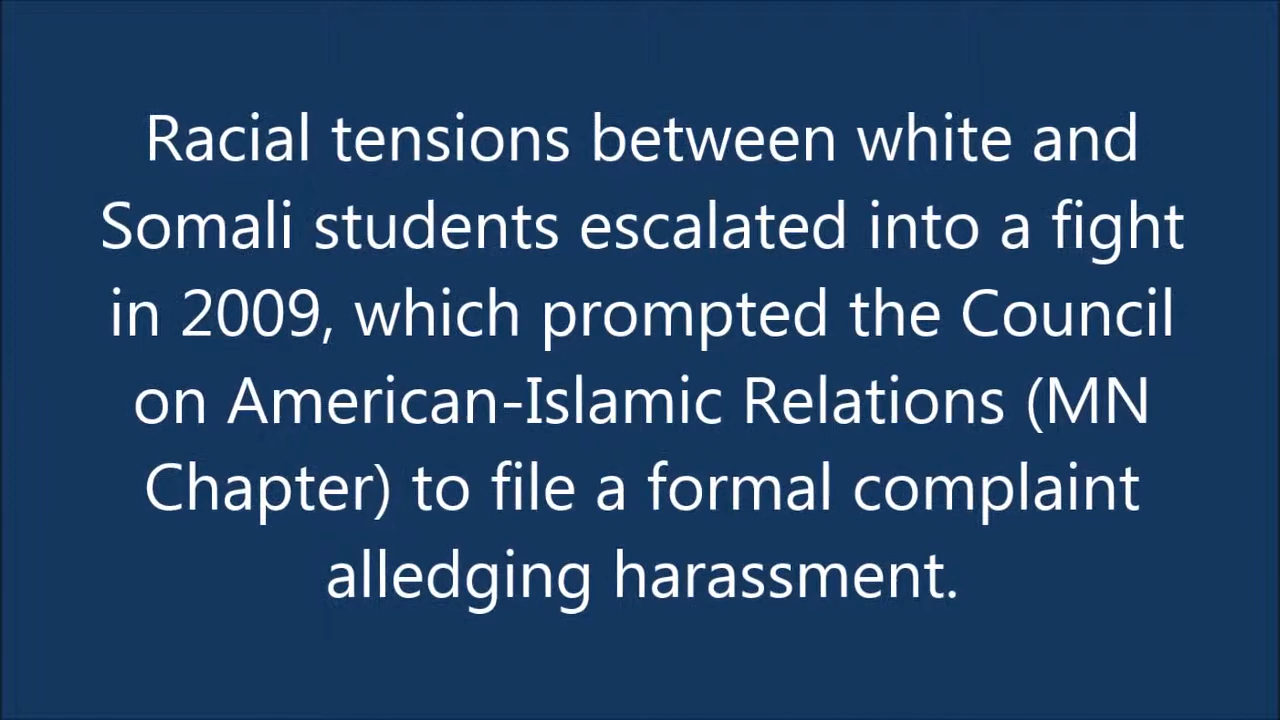 Racial tensions between white and
Somali students escalated into a fight
in 2009, which prompted the Council
on American-Islamic Relations (MN
Chapter) to file a formal complaint
alledging harassment.